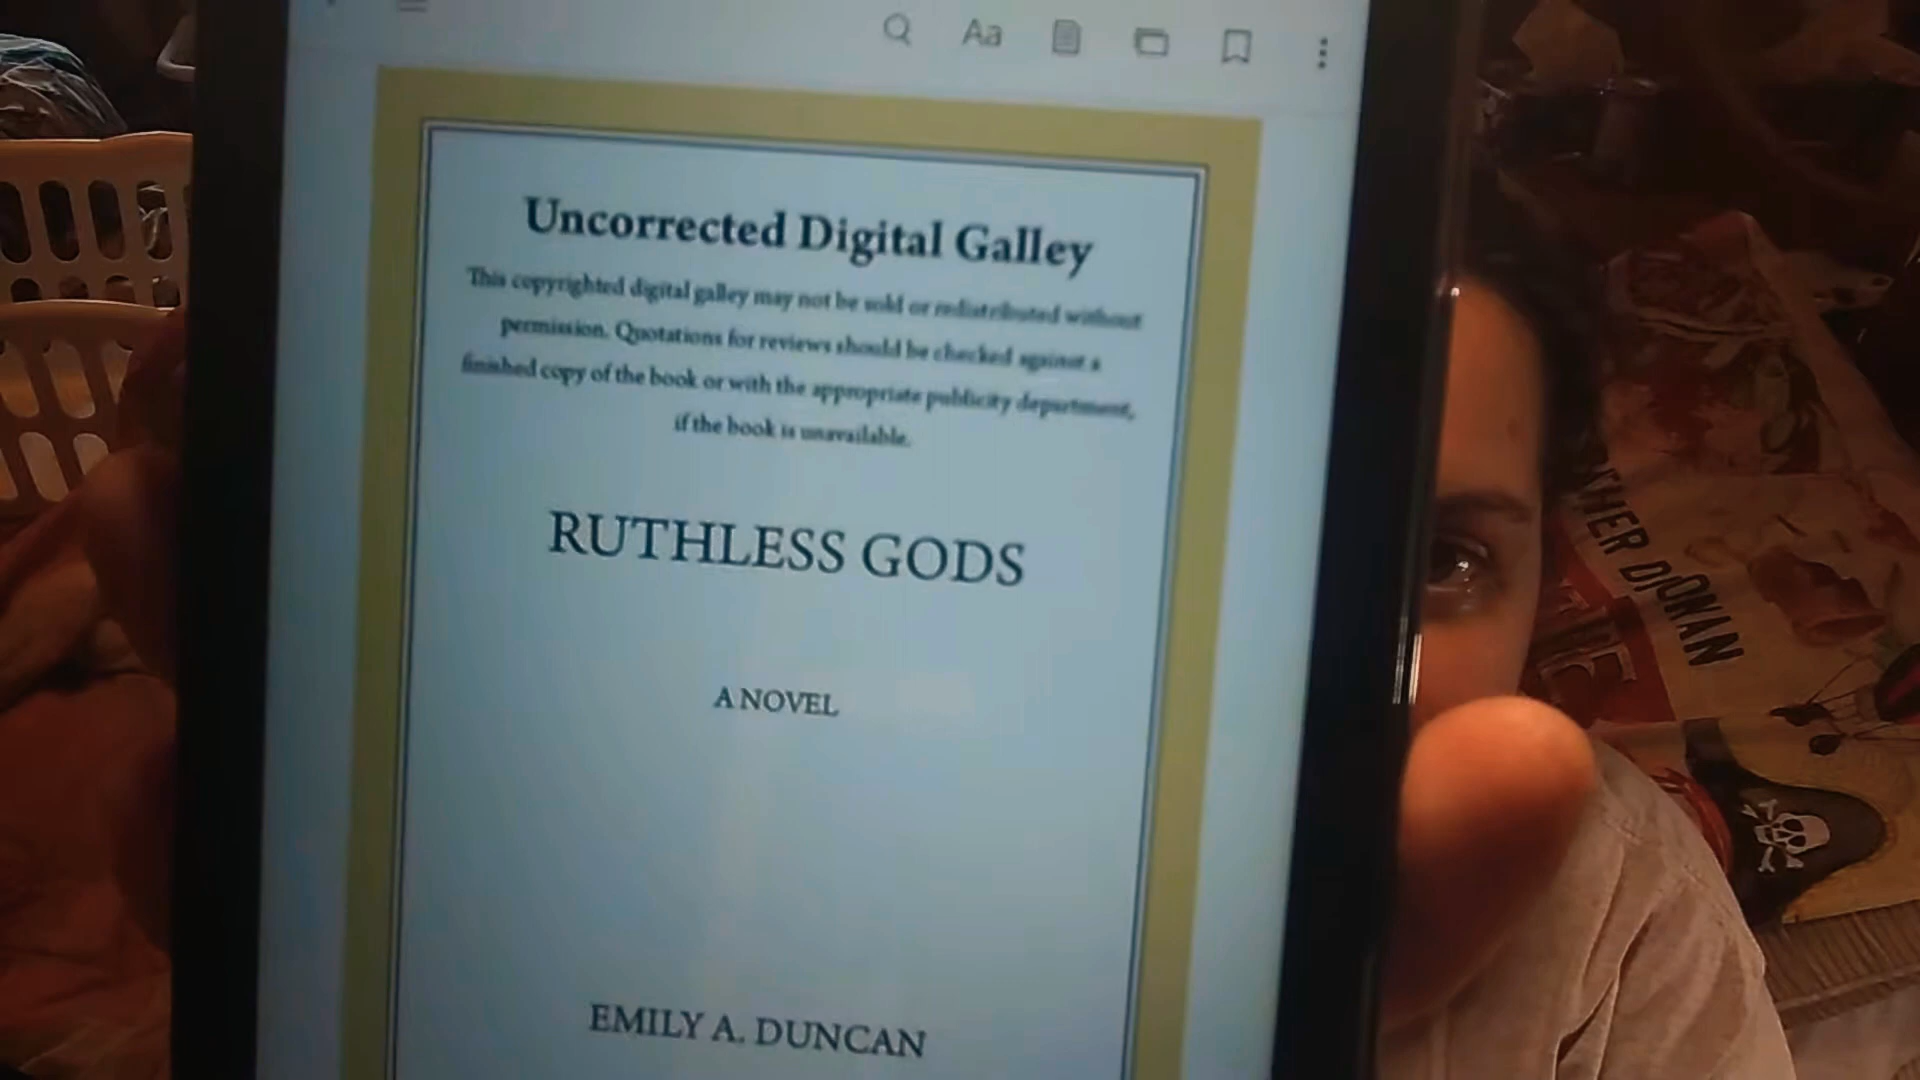 Aa
Uncorrected Digital Galley
This copyrighted digital galley may not be sold or redistributed without
permission. Quotations for reviews should be checked against a
finished copy of the book or with the appropriate publicity department,
if the book is unavailable.
RUTHLESS GODS
A NOVEL
EMILY A. DUNCAN